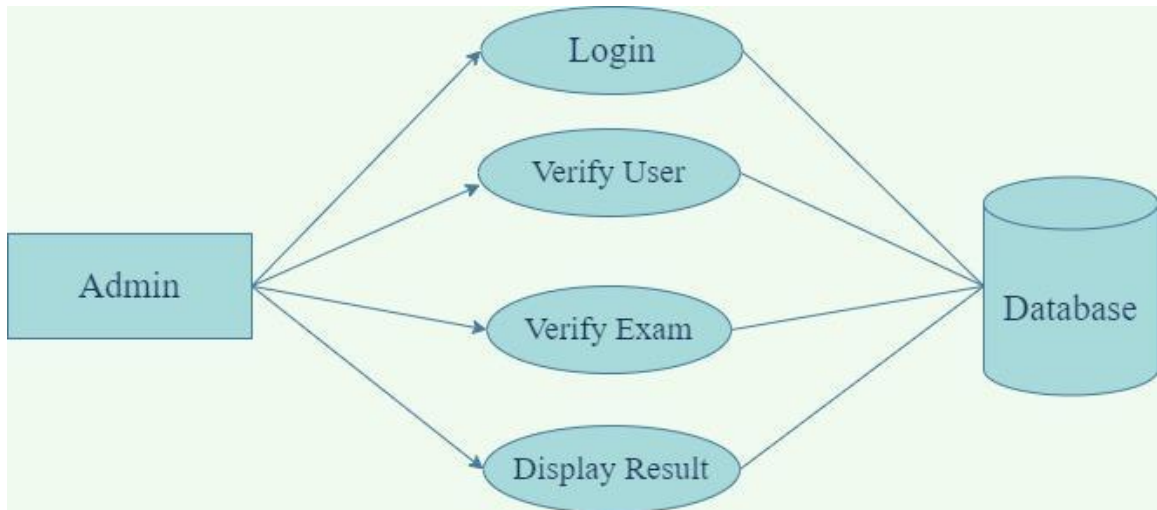 Login
Verify User
Admin
Verify Exam
Database
Display Result